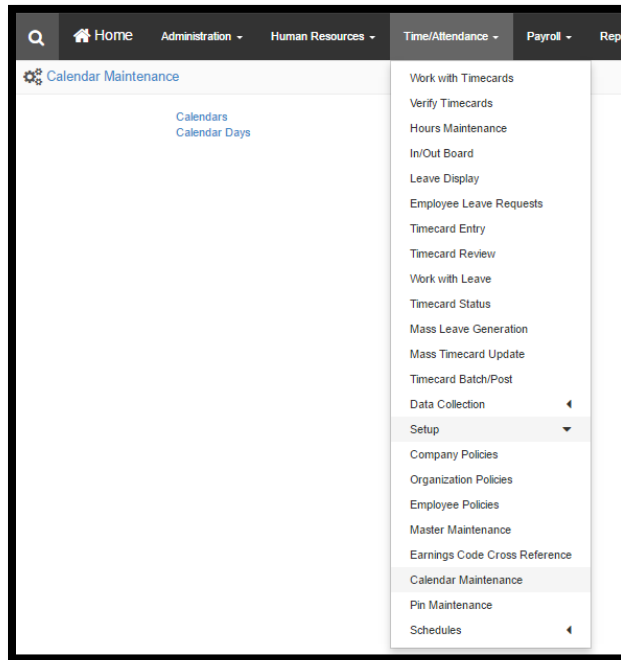 Home Administration Human Resources Time/Attendance Payroll Rep
Calendar Maintenance
Calendars
Calendar Days
Work with Timecards
Verify Timecards
Hours Maintenance
In/Out Board
Leave Display
Employee Leave Requests
Timecard Entry
Timecard Review
Work with Leave
Timecard Status
Mass Leave Generation
Mass Timecard Update
Timecard Batch/Post
Data Collection
Setup
Company Policies
Organization Policies
Employee Policies
Master Maintenance
Earnings Code Cross Reference
Calendar Maintenance
Pin Maintenance
Schedules